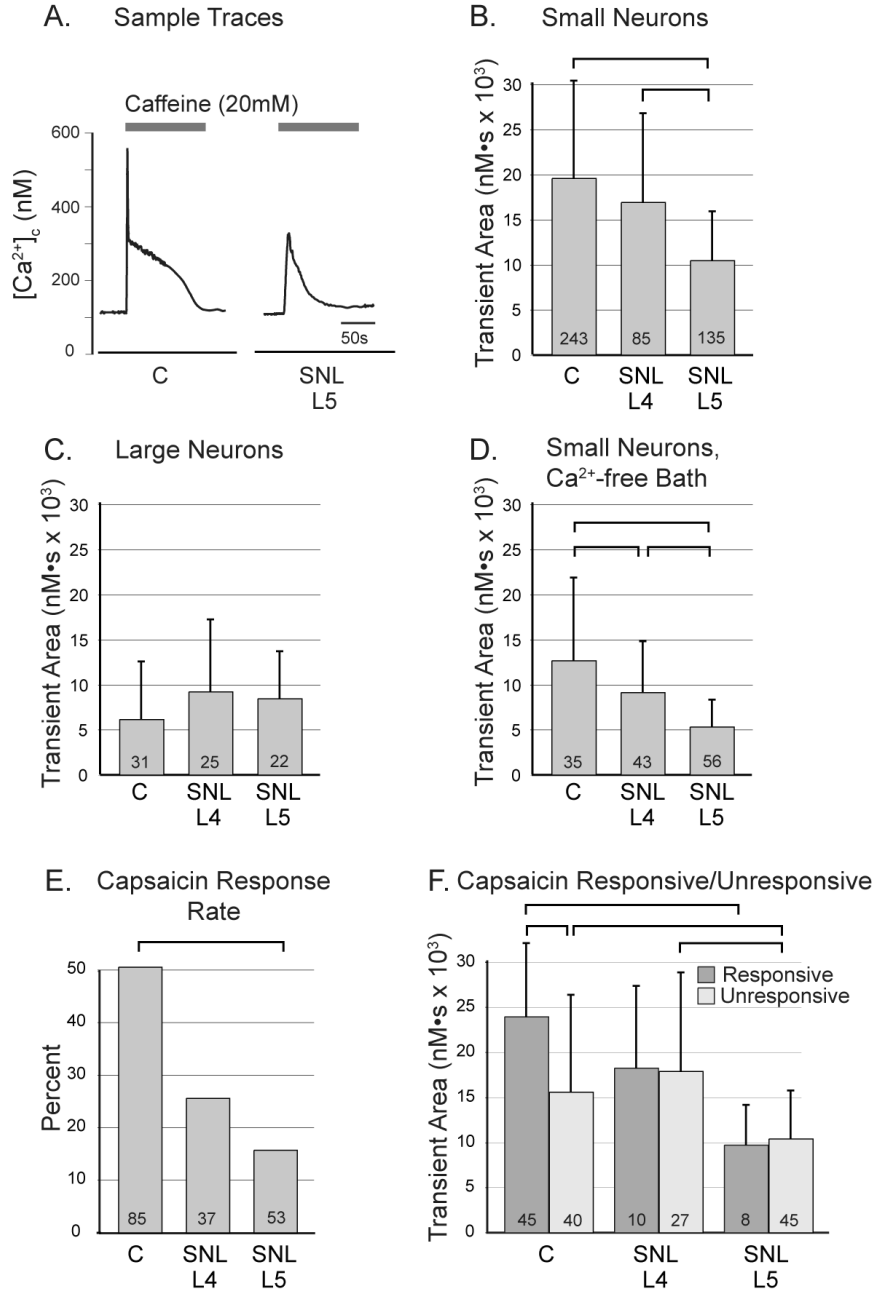 A. Sample Traces
Caffeine (20mM)
[Ca²⁺]c (nM)
600
400
200
0
50s
C
SNL
L5
B. Small Neurons
Transient Area (nM•s x 10³)
30
25
20
15
10
5
0
243
85
135
C
SNL
L4
SNL
L5
C. Large Neurons
Transient Area (nM•s x 10³)
30
25
20
15
10
5
0
31
25
22
C
SNL
L4
SNL
L5
D. Small Neurons,
Ca²⁺-free Bath
Transient Area (nM•s x 10³)
30
25
20
15
10
5
0
35
43
56
C
SNL
L4
SNL
L5
E. Capsaicin Response
Rate
Percent
50
40
30
20
10
0
85
37
53
C
SNL
L4
SNL
L5
F. Capsaicin Responsive/Unresponsive
Transient Area (nM•s x 10³)
30
25
20
15
10
5
0
Responsive
Unresponsive
45
40
10
27
8
45
C
SNL
L4
SNL
L5